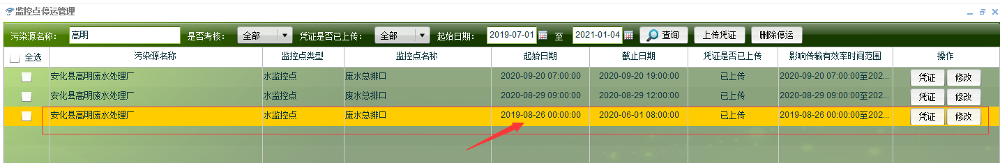 监控点停运管理
污染源名称： 高明 是否考核： 全部 凭证是否已上传： 全部 起始日期： 2019-07-01 至 2021-01-04 查询 上传凭证 删除停运
全选 污染源名称 监控点类型 监控点名称 起始日期 截止日期 凭证是否已上传 影响传输有效率时间范围 操作
安化县高明废水处理厂 水监控点 废水总排口 2020-09-20 07:00:00 2020-09-20 19:00:00 已上传 2020-09-20 07:00:00至202... 凭证 修改
安化县高明废水处理厂 水监控点 废水总排口 2020-08-29 09:00:00 2020-08-29 12:00:00 已上传 2020-08-29 09:00:00至202... 凭证 修改
安化县高明废水处理厂 水监控点 废水总排口 2019-08-26 00:00:00 2020-06-01 08:00:00 已上传 2019-08-26 00:00:00至202... 凭证 修改